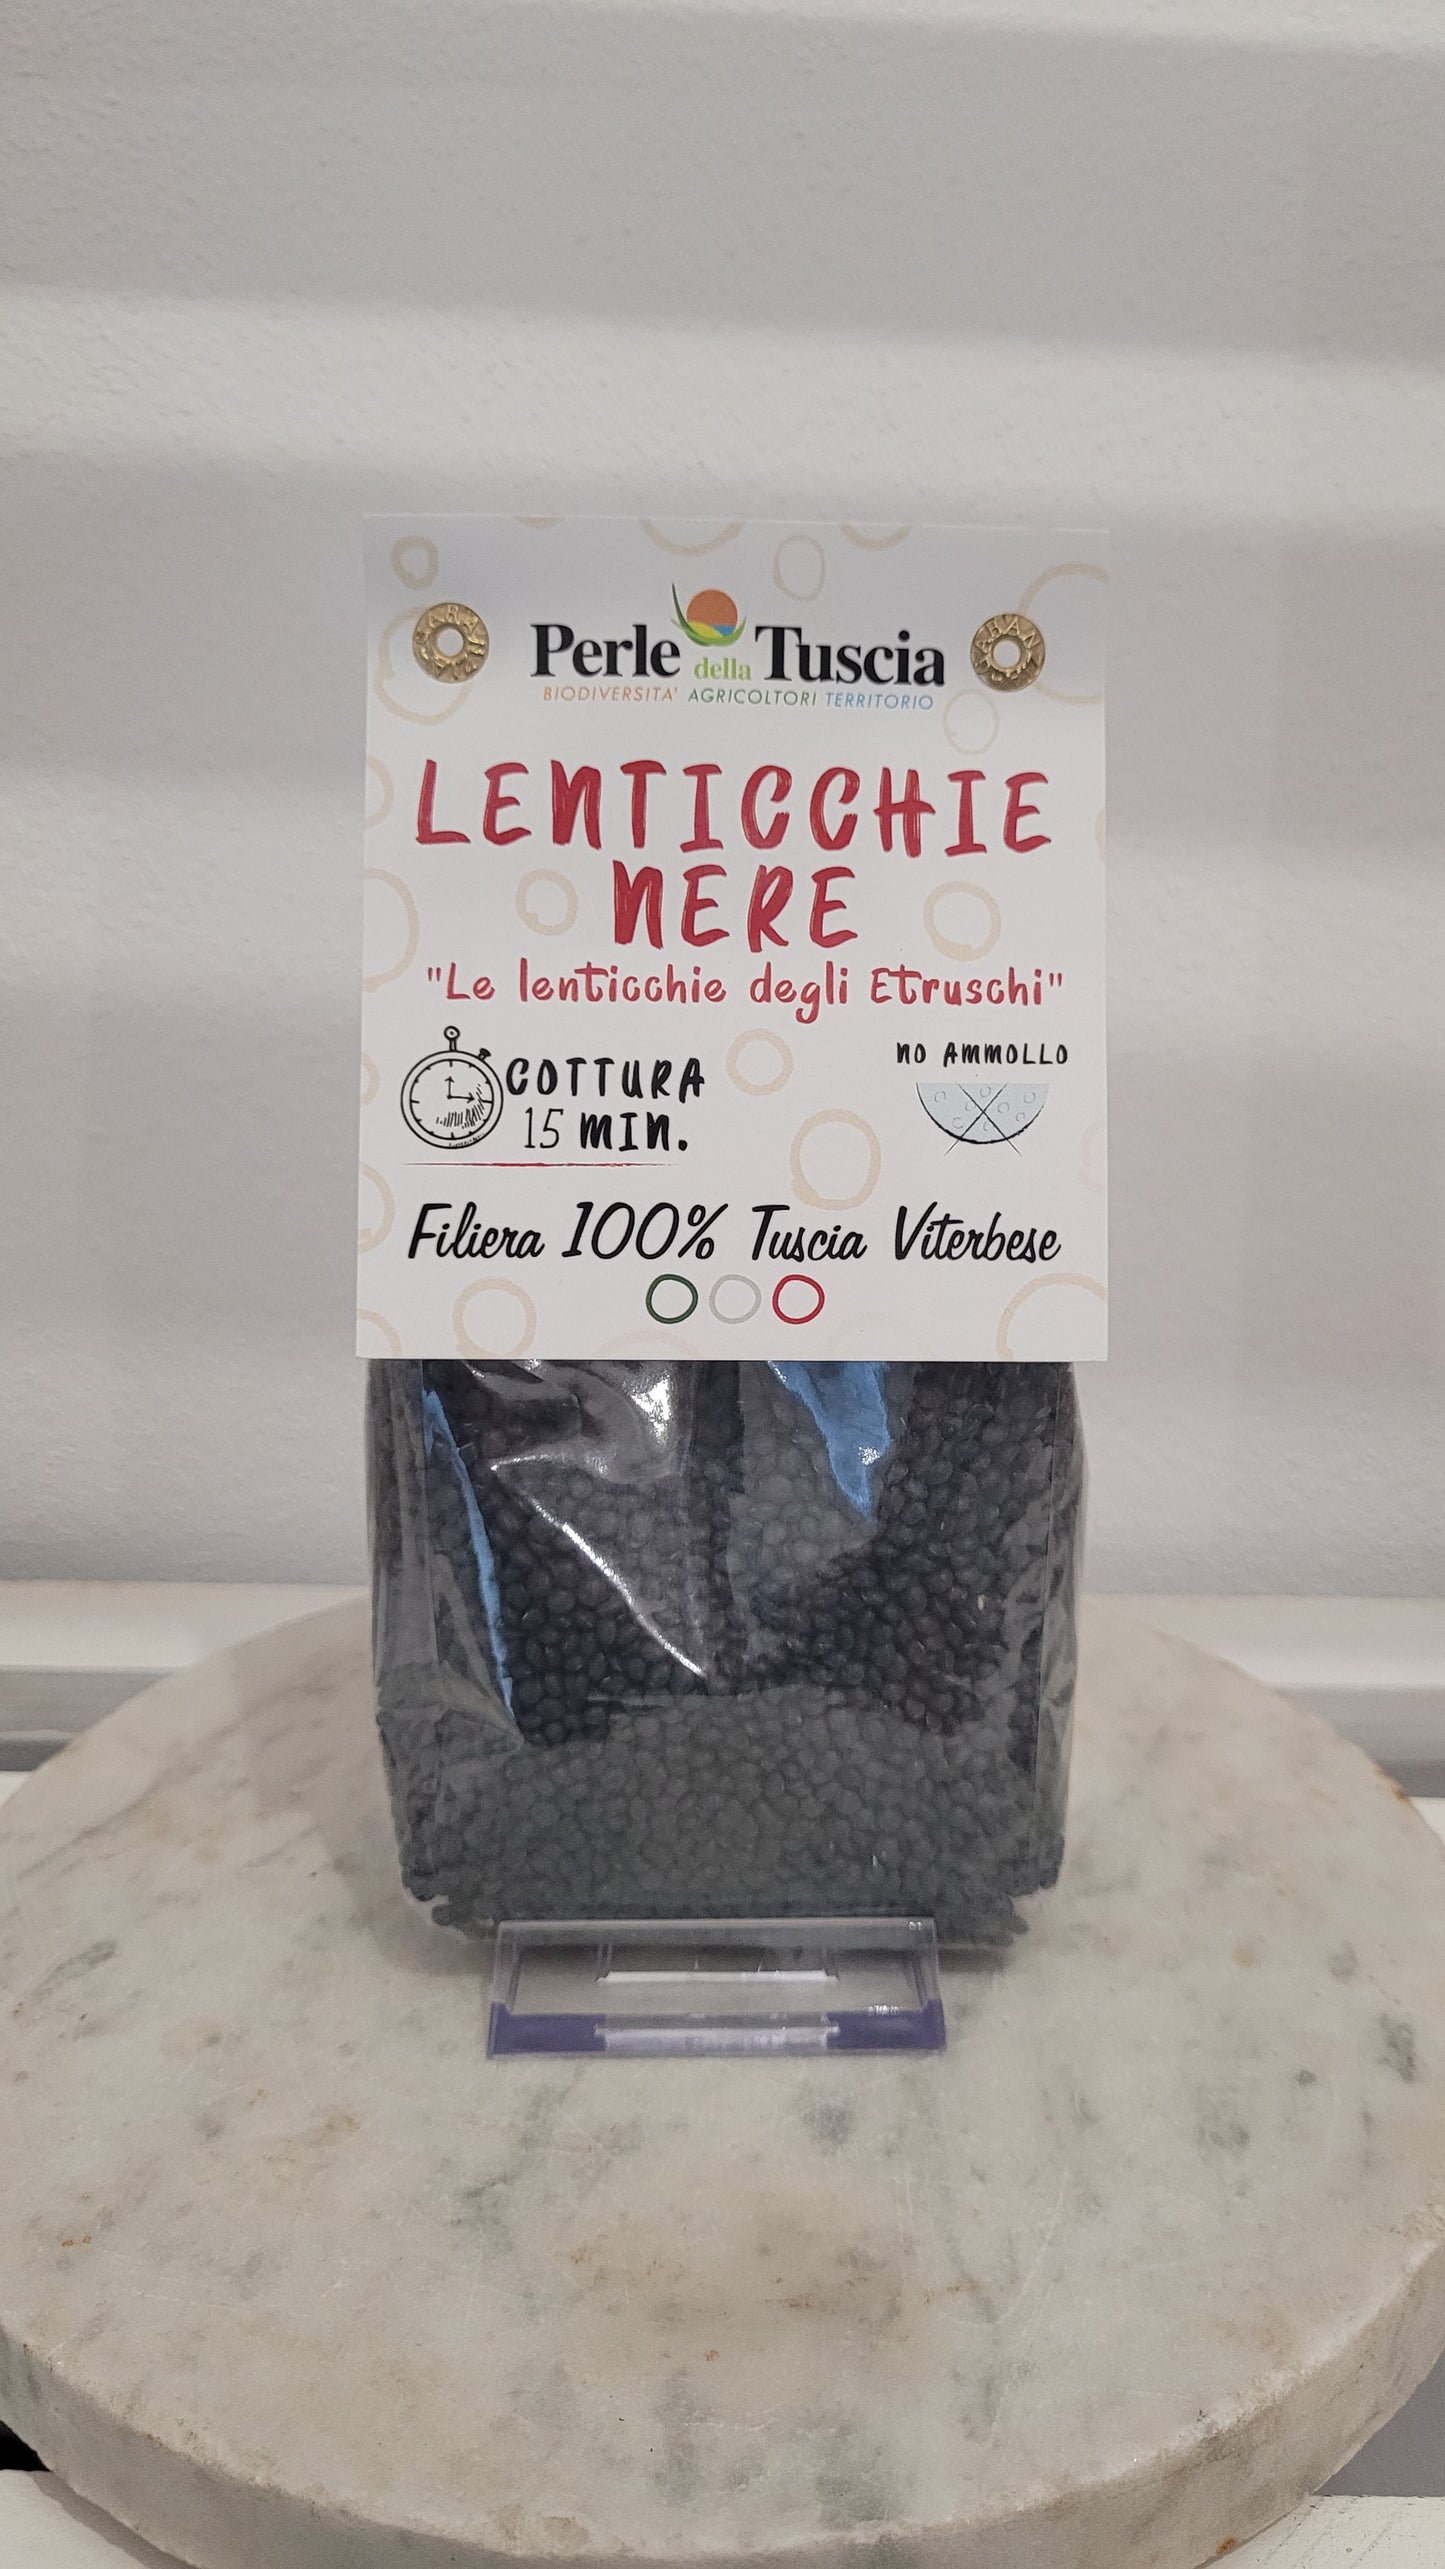 Perle della Tuscia
BIODIVERSITA' AGRICOLTORI TERRITORIO
LENTICCHIE
NERE
"Le lenticchie degli Etruschi"
COTTURA
15 MIN.
NO AMMOLLO
Filiera 100% Tuscia Viterbese